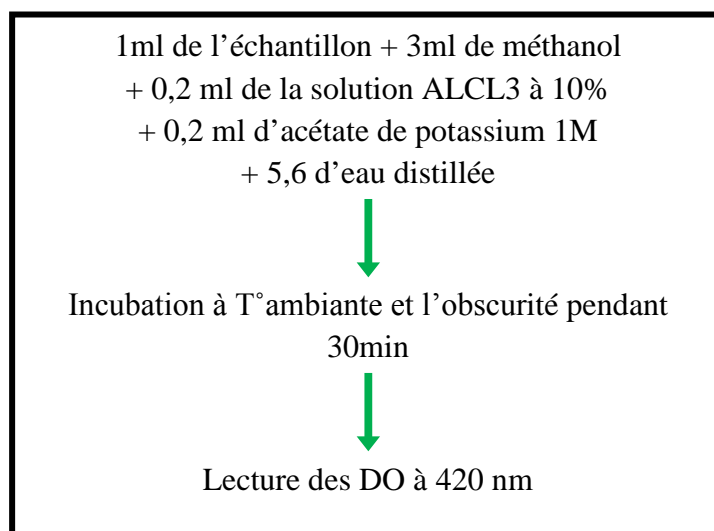 1ml de l’échantillon + 3ml de méthanol
+ 0,2 ml de la solution ALCL3 à 10%
+ 0,2 ml d’acétate de potassium 1M
+ 5,6 d’eau distillée
Incubation à T˚ambiante et l’obscurité pendant
30min
Lecture des DO à 420 nm